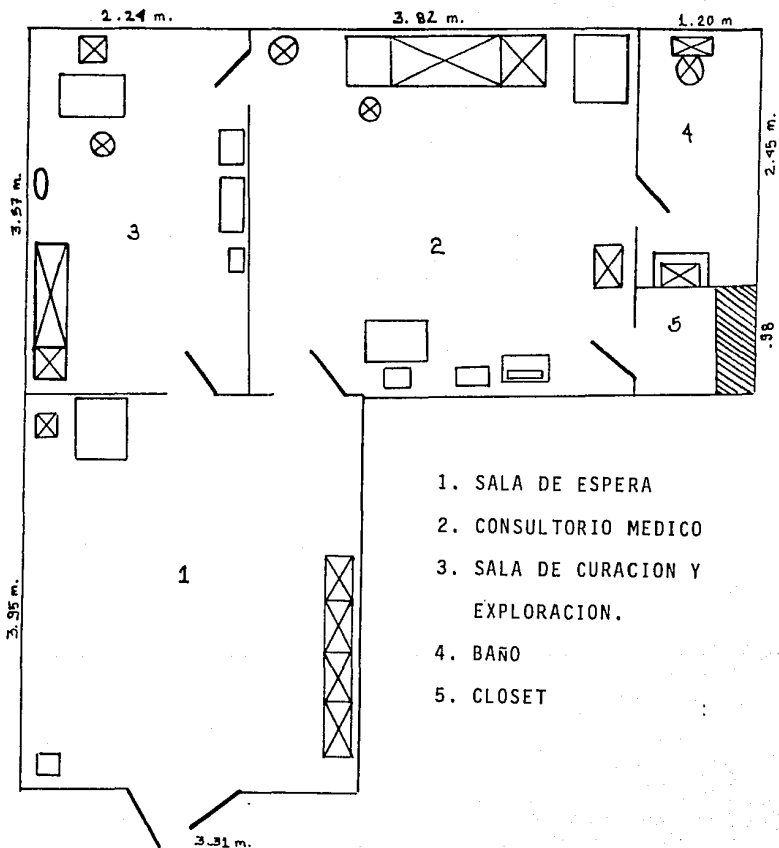 2.24 m. 3.82 m. 1.20 m
3.57 m.
2.45 m.
.98
3
2
4
5
1
3.95 m.
3.31 m.
1. SALA DE ESPERA
2. CONSULTORIO MEDICO
3. SALA DE CURACION Y
EXPLORACION.
4. BAÑO
5. CLOSET